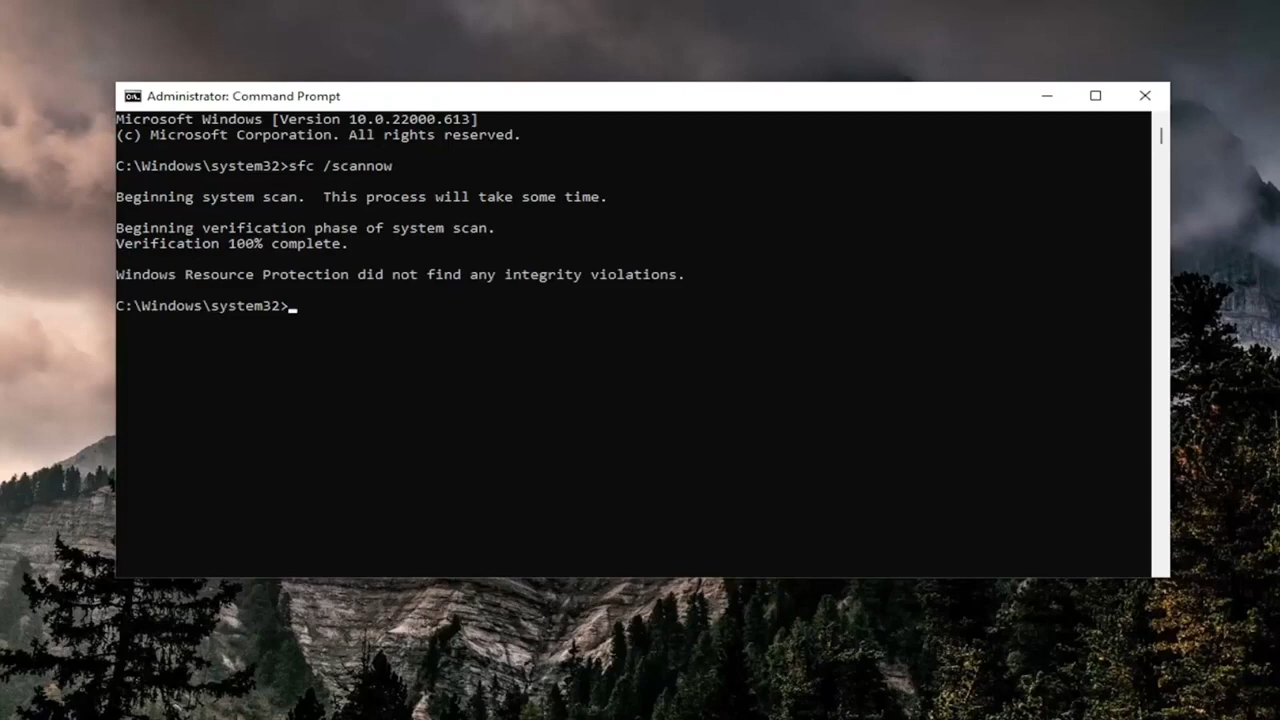 Administrator: Command Prompt
Microsoft Windows [Version 10.0.22000.613]
(c) Microsoft Corporation. All rights reserved.
C:\Windows\system32>sfc /scannow
Beginning system scan.  This process will take some time.
Beginning verification phase of system scan.
Verification 100% complete.
Windows Resource Protection did not find any integrity violations.
C:\Windows\system32>